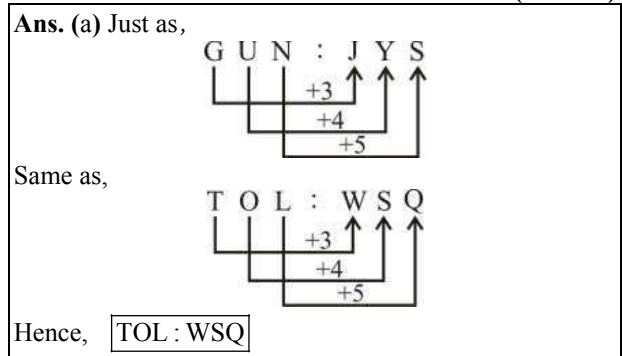 Ans. (a) Just as,
G U N : J Y S
+3
+4
+5
Same as,
T O L : W S Q
+3
+4
+5
Hence, TOL : WSQ